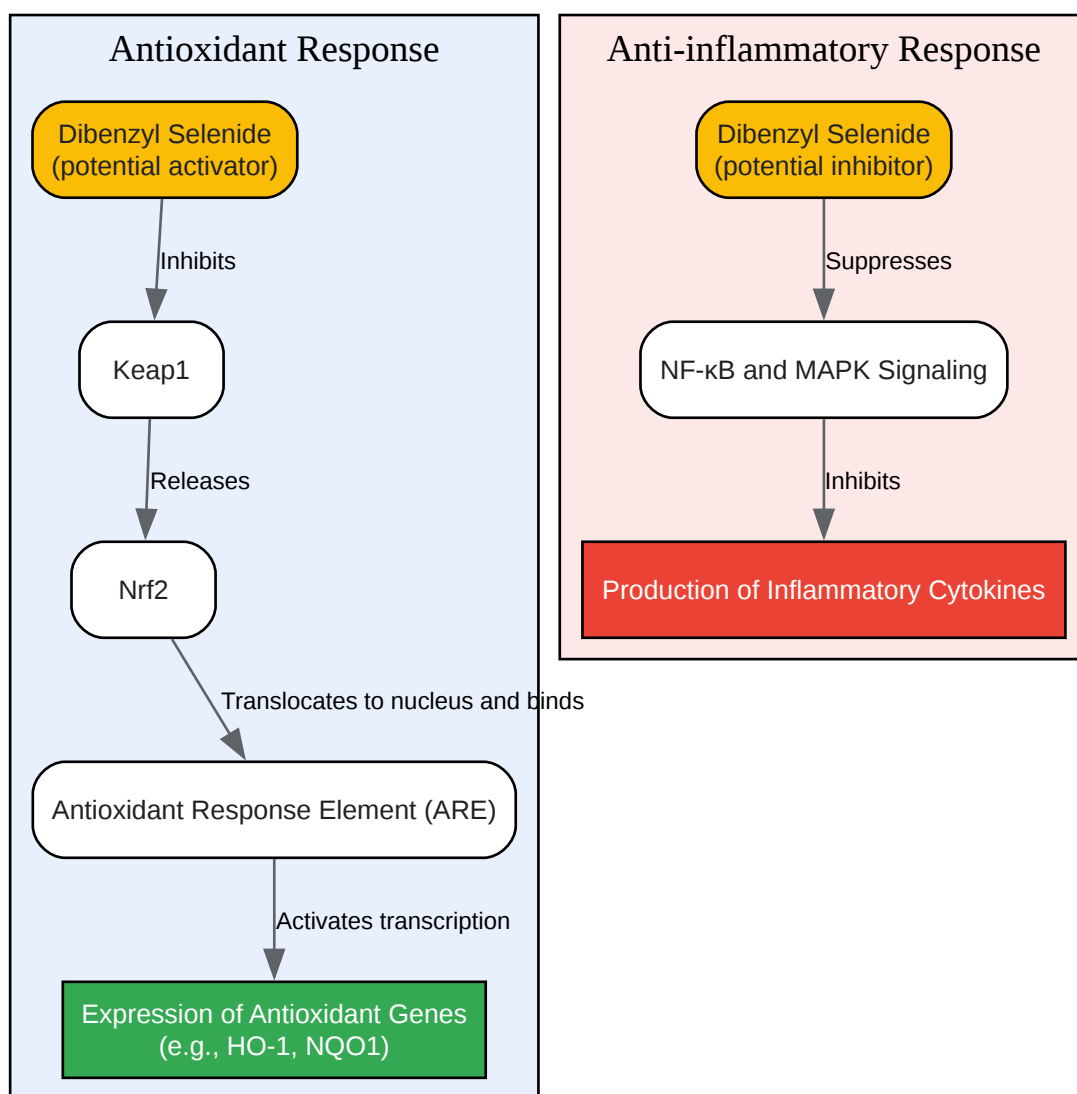 Antioxidant Response
Dibenzyl Selenide
(potential activator)
Inhibits
Keap1
Releases
Nrf2
Translocates to nucleus and binds
Antioxidant Response Element (ARE)
Activates transcription
Expression of Antioxidant Genes
(e.g., HO-1, NQO1)
Anti-inflammatory Response
Dibenzyl Selenide
(potential inhibitor)
Suppresses
NF-κB and MAPK Signaling
Inhibits
Production of Inflammatory Cytokines